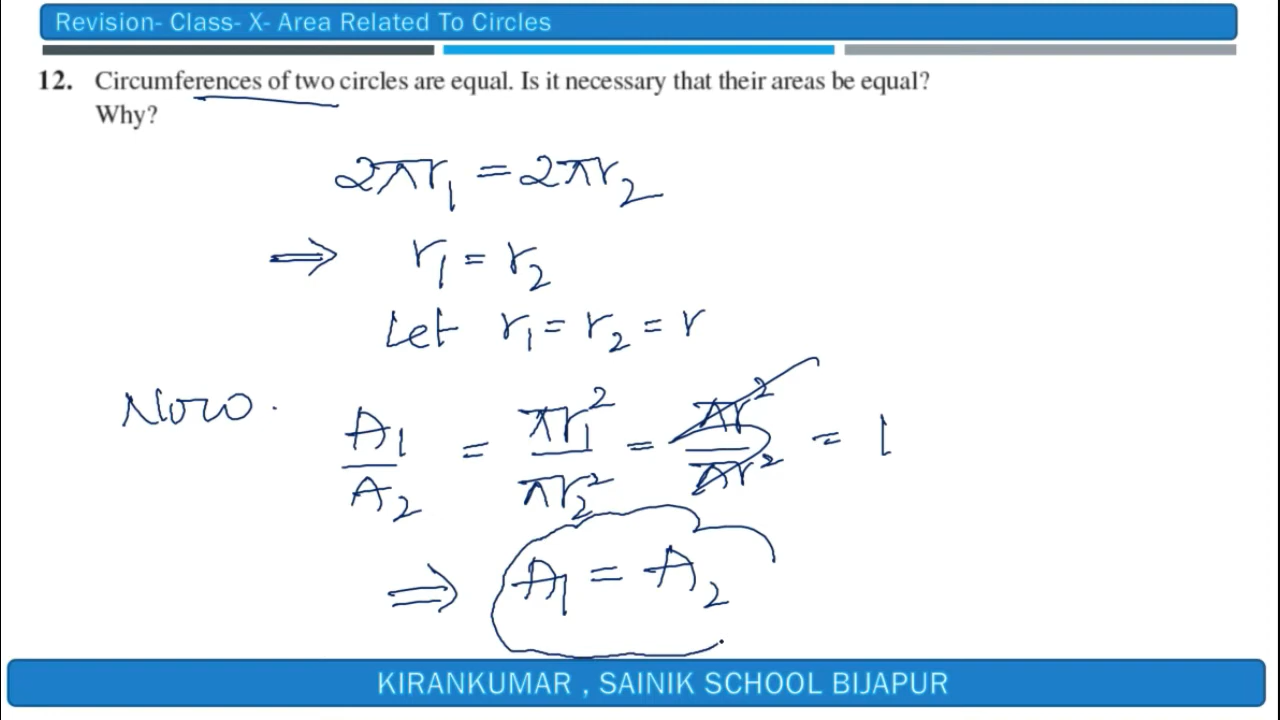 Revision- Class- X- Area Related To Circles
12. Circumferences of two circles are equal. Is it necessary that their areas be equal?
Why?
2πr₁ = 2πr₂
⇒ r₁ = r₂
Let r₁ = r₂ = r
Now. A₁/A₂ = πr₁²/πr₂² = πr²/πr² = 1
⇒ A₁ = A₂
KIRANKUMAR , SAINIK SCHOOL BIJAPUR